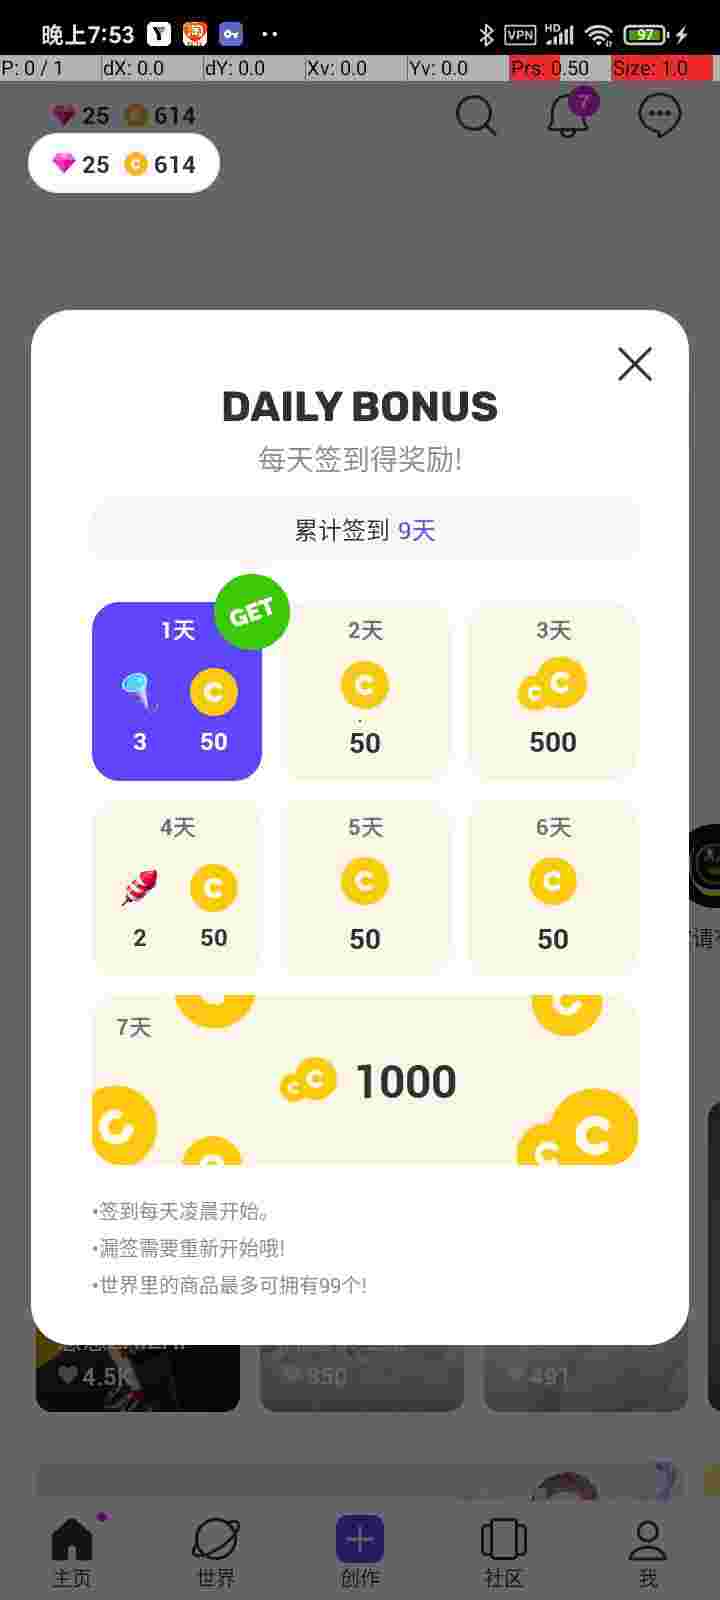 晚上7:53
VPN
HD
97
P: 0 / 1
dX: 0.0
dY: 0.0
Xv: 0.0
Yv: 0.0
Prs: 0.50
Size: 1.0
25
614
7
25
614
DAILY BONUS
每天签到得奖励!
累计签到 9天
GET
1天
2天
3天
3
50
50
500
4天
5天
6天
2
50
50
50
7天
1000
•签到每天凌晨开始。
•漏签需要重新开始哦!
•世界里的商品最多可拥有99个!
4.5K
850
491
主页
世界
创作
社区
我